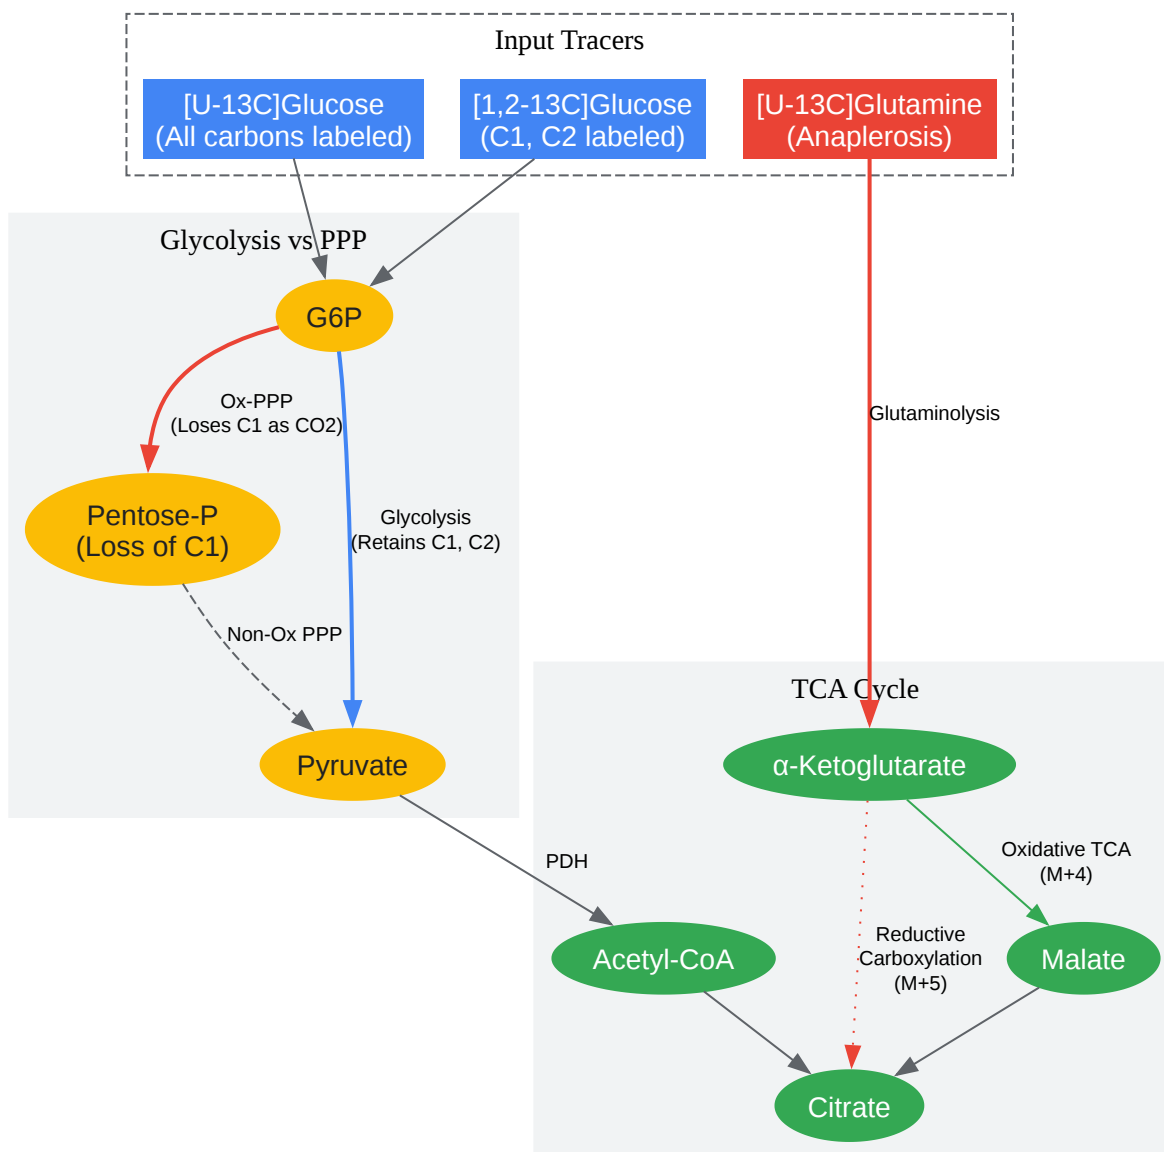 Input Tracers
[U-13C]Glucose
(All carbons labeled)
[1,2-13C]Glucose
(C1, C2 labeled)
[U-13C]Glutamine
(Anaplerosis)
Glycolysis vs PPP
G6P
Ox-PPP
(Loses C1 as CO2)
Glutaminolysis
Pentose-P
(Loss of C1)
Glycolysis
(Retains C1, C2)
Non-Ox PPP
Pyruvate
TCA Cycle
α-Ketoglutarate
PDH
Oxidative TCA
(M+4)
Reductive
Carboxylation
(M+5)
Acetyl-CoA
Malate
Citrate